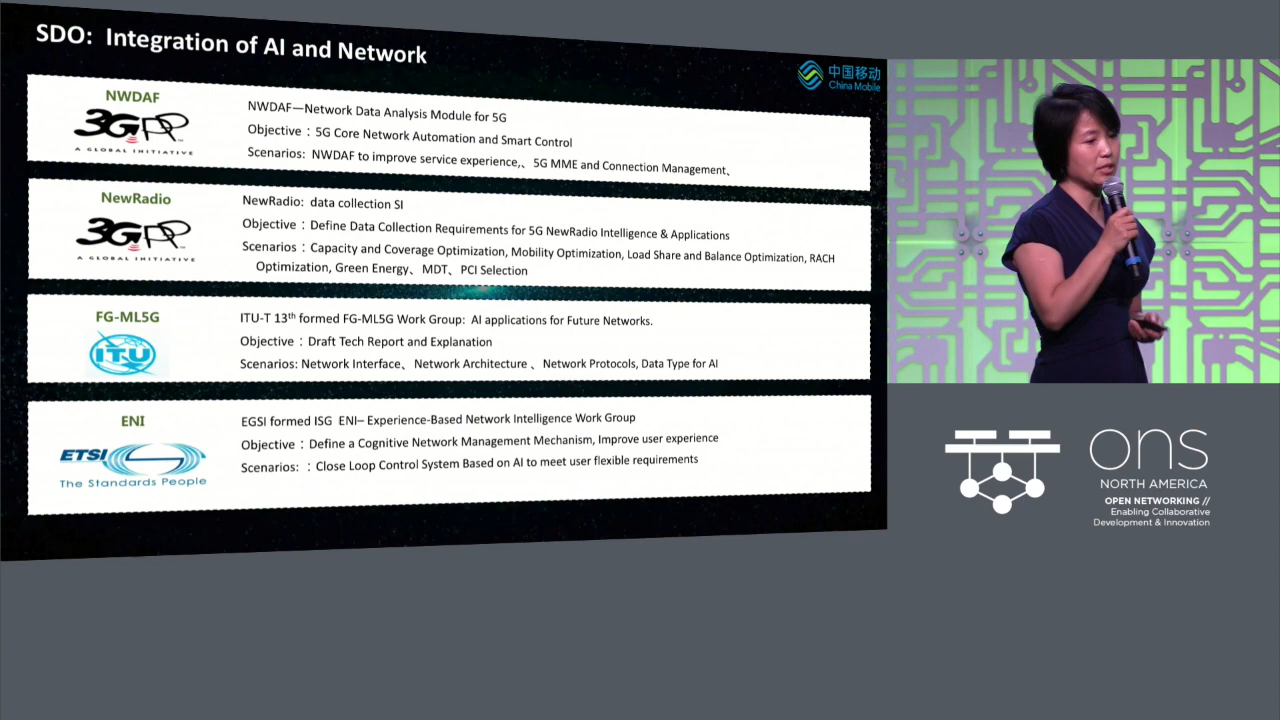 SDO: Integration of AI and Network
中国移动
China Mobile
NWDAF
3GPP
TM
A GLOBAL INITIATIVE
NWDAF—Network Data Analysis Module for 5G
Objective：5G Core Network Automation and Smart Control
Scenarios: NWDAF to improve service experience,、5G MME and Connection Management、
NewRadio
3GPP
TM
A GLOBAL INITIATIVE
NewRadio: data collection SI
Objective：Define Data Collection Requirements for 5G NewRadio Intelligence & Applications
Scenarios：Capacity and Coverage Optimization, Mobility Optimization, Load Share and Balance Optimization, RACH
Optimization, Green Energy、MDT、PCI Selection
FG-ML5G
ITU
ITU-T 13th formed FG-ML5G Work Group: AI applications for Future Networks.
Objective：Draft Tech Report and Explanation
Scenarios: Network Interface、Network Architecture 、Network Protocols, Data Type for AI
ENI
ETSI
The Standards People
EGSI formed ISG ENI– Experience-Based Network Intelligence Work Group
Objective：Define a Cognitive Network Management Mechanism, Improve user experience
Scenarios:：Close Loop Control System Based on AI to meet user flexible requirements
ons
NORTH AMERICA
OPEN NETWORKING //
Enabling Collaborative
Development & Innovation